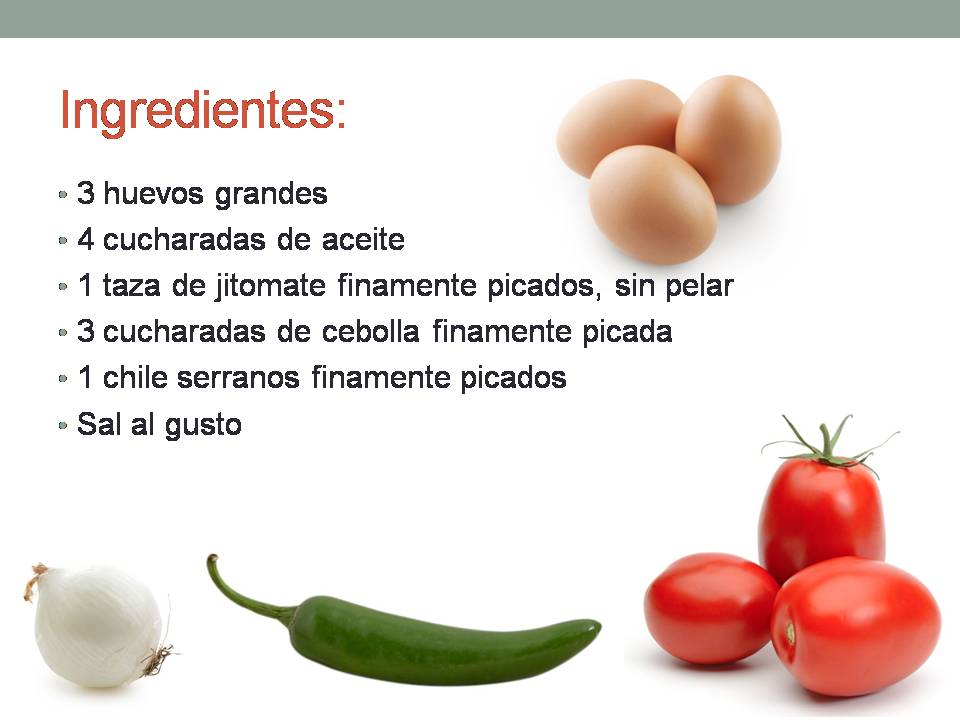 Ingredientes:
• 3 huevos grandes
• 4 cucharadas de aceite
• 1 taza de jitomate finamente picados, sin pelar
• 3 cucharadas de cebolla finamente picada
• 1 chile serranos finamente picados
• Sal al gusto